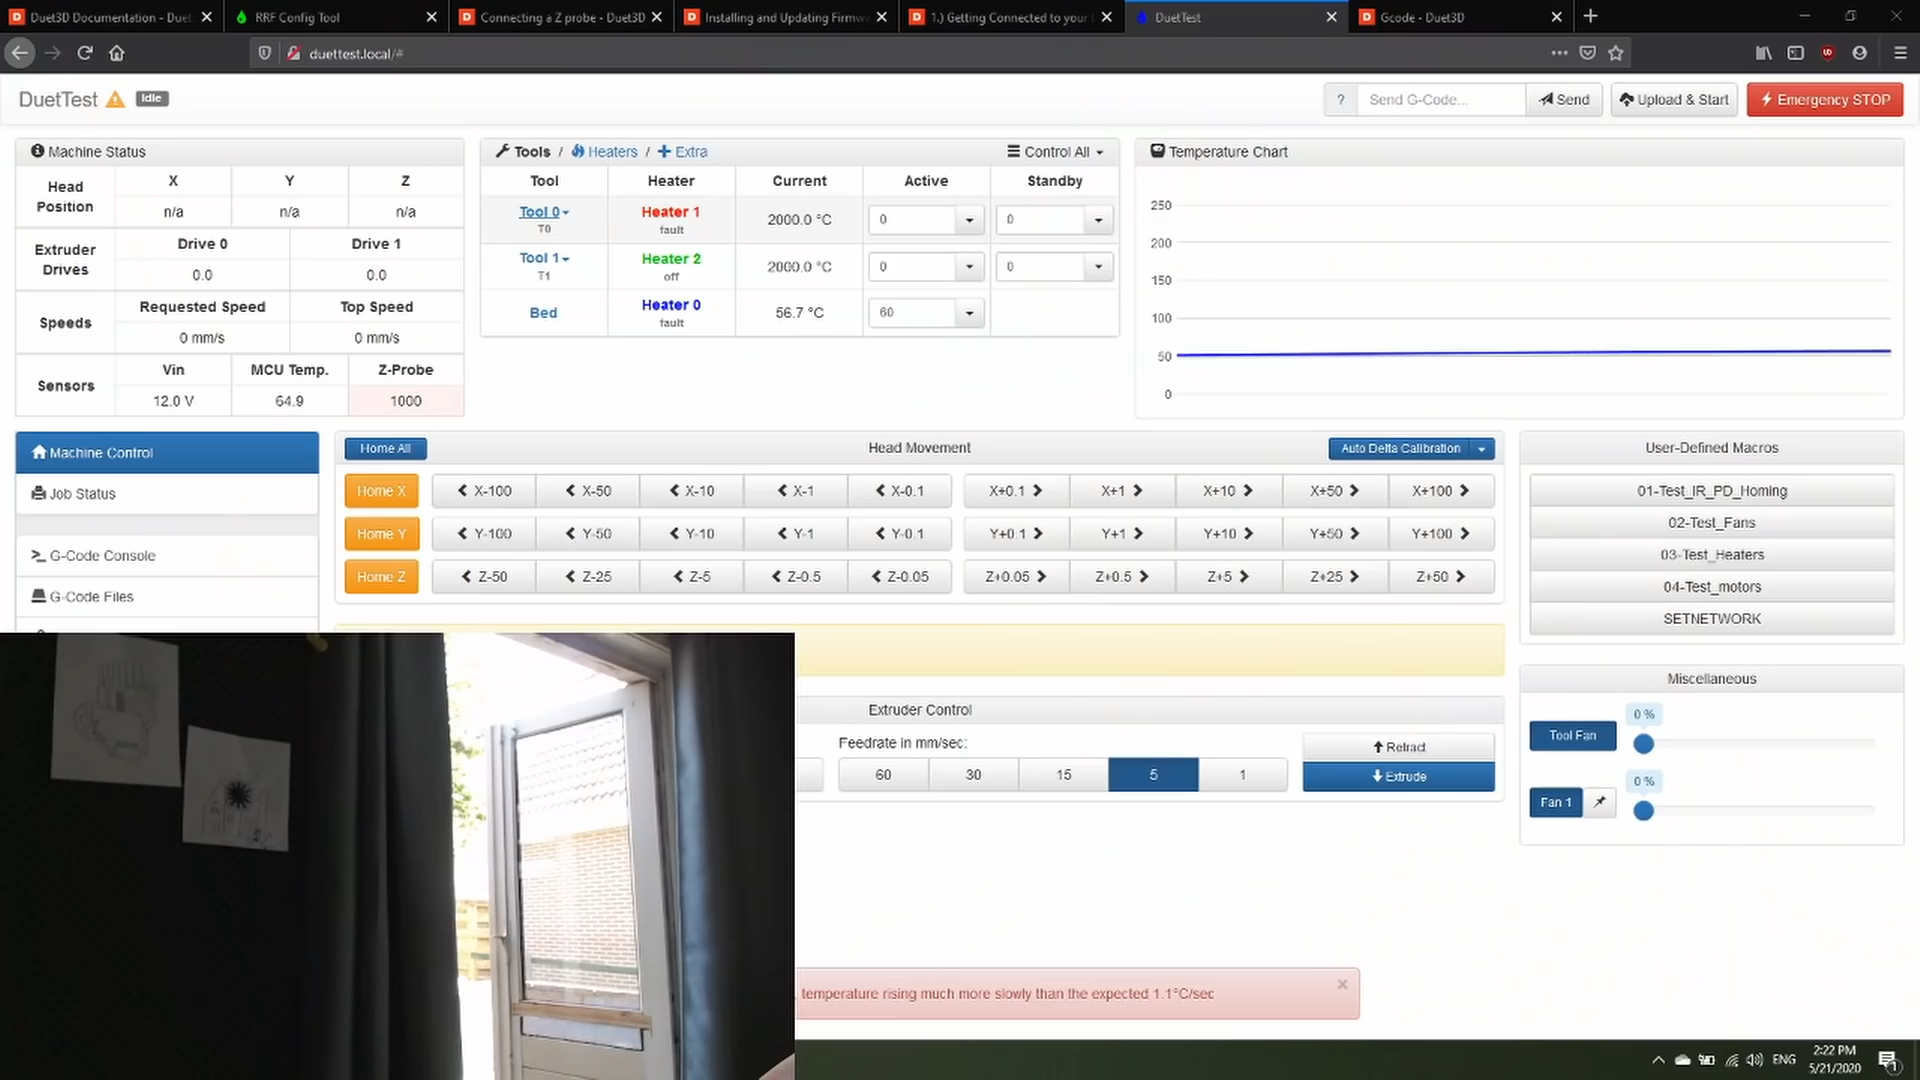 Duet3D Documentation - Duet
RRF Config Tool
Connecting a Z probe - Duet3D
Installing and Updating Firmw
1.) Getting Connected to your
DuetTest
Gcode - Duet3D
duettest.local/#
DuetTest Idle
? Send G-Code... Send Upload & Start Emergency STOP
Machine Status
Head Position X Y Z
n/a n/a n/a
Extruder Drives Drive 0 Drive 1
0.0 0.0
Speeds Requested Speed Top Speed
0 mm/s 0 mm/s
Sensors Vin MCU Temp. Z-Probe
12.0 V 64.9 1000
Tools / Heaters / + Extra Control All
Tool Heater Current Active Standby
Tool 0 Heater 1 2000.0 °C 0 0
T0 fault
Tool 1 Heater 2 2000.0 °C 0 0
T1 off
Bed Heater 0 56.7 °C 60
fault
Temperature Chart
250
200
150
100
50
0
Machine Control
Job Status
G-Code Console
G-Code Files
Home All Head Movement Auto Delta Calibration
Home X X-100 X-50 X-10 X-1 X-0.1 X+0.1 X+1 X+10 X+50 X+100
Home Y Y-100 Y-50 Y-10 Y-1 Y-0.1 Y+0.1 Y+1 Y+10 Y+50 Y+100
Home Z Z-50 Z-25 Z-5 Z-0.5 Z-0.05 Z+0.05 Z+0.5 Z+5 Z+25 Z+50
User-Defined Macros
01-Test_IR_PD_Homing
02-Test_Fans
03-Test_Heaters
04-Test_motors
SETNETWORK
Extruder Control
Feedrate in mm/sec:
60 30 15 5 1
Retract
Extrude
Miscellaneous
0 %
Tool Fan
0 %
Fan 1
temperature rising much more slowly than the expected 1.1°C/sec
ENG
2:22 PM
5/21/2020
1